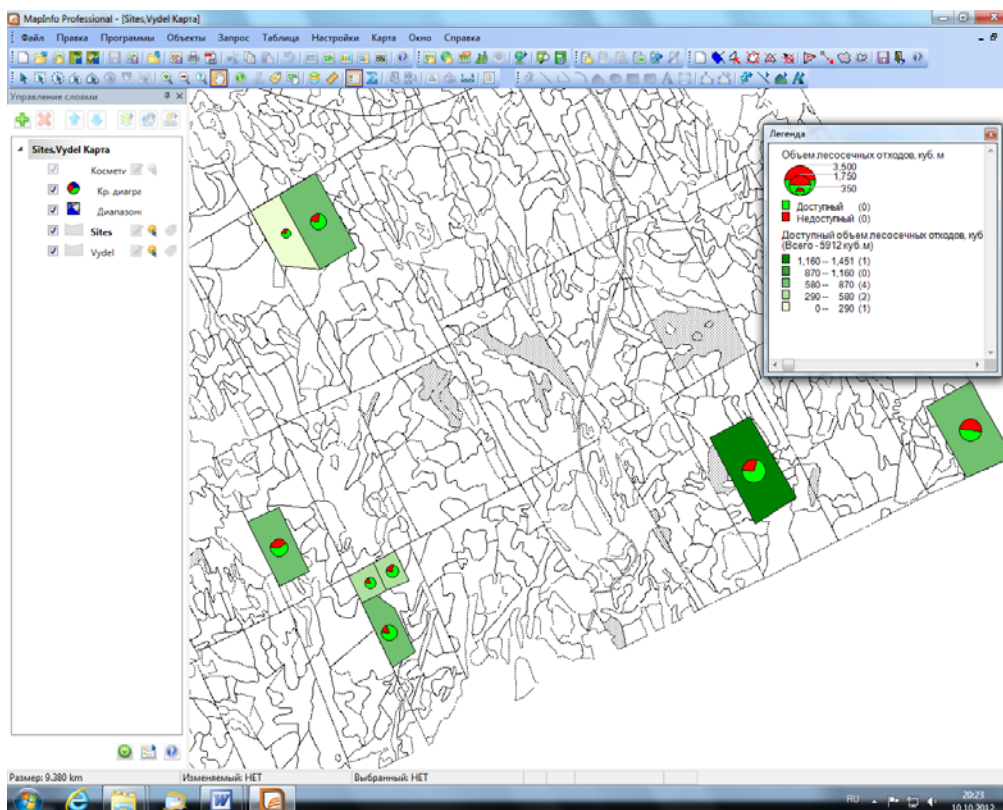 MapInfo Professional - [Sites,Vydel Карта]
Файл Правка Программы Объекты Запрос Таблица Настройки Карта Окно Справка
Управление слоями
Sites,Vydel Карта
Космети
Кр. диагре
Диапазон
Sites
Vydel
Легенда
Объем лесосечных отходов, куб. м
3,500
1,750
350
Доступный (0)
Недоступный (0)
Доступный объем лесосечных отходов, куб
(Всего - 5912 куб. м)
1,160 – 1,451 (1)
870 – 1,160 (0)
580 – 870 (4)
290 – 580 (3)
0 – 290 (1)
Размер: 9.380 km Изменяемый: НЕТ Выбранный: НЕТ
RU
20:23
10.10.2012